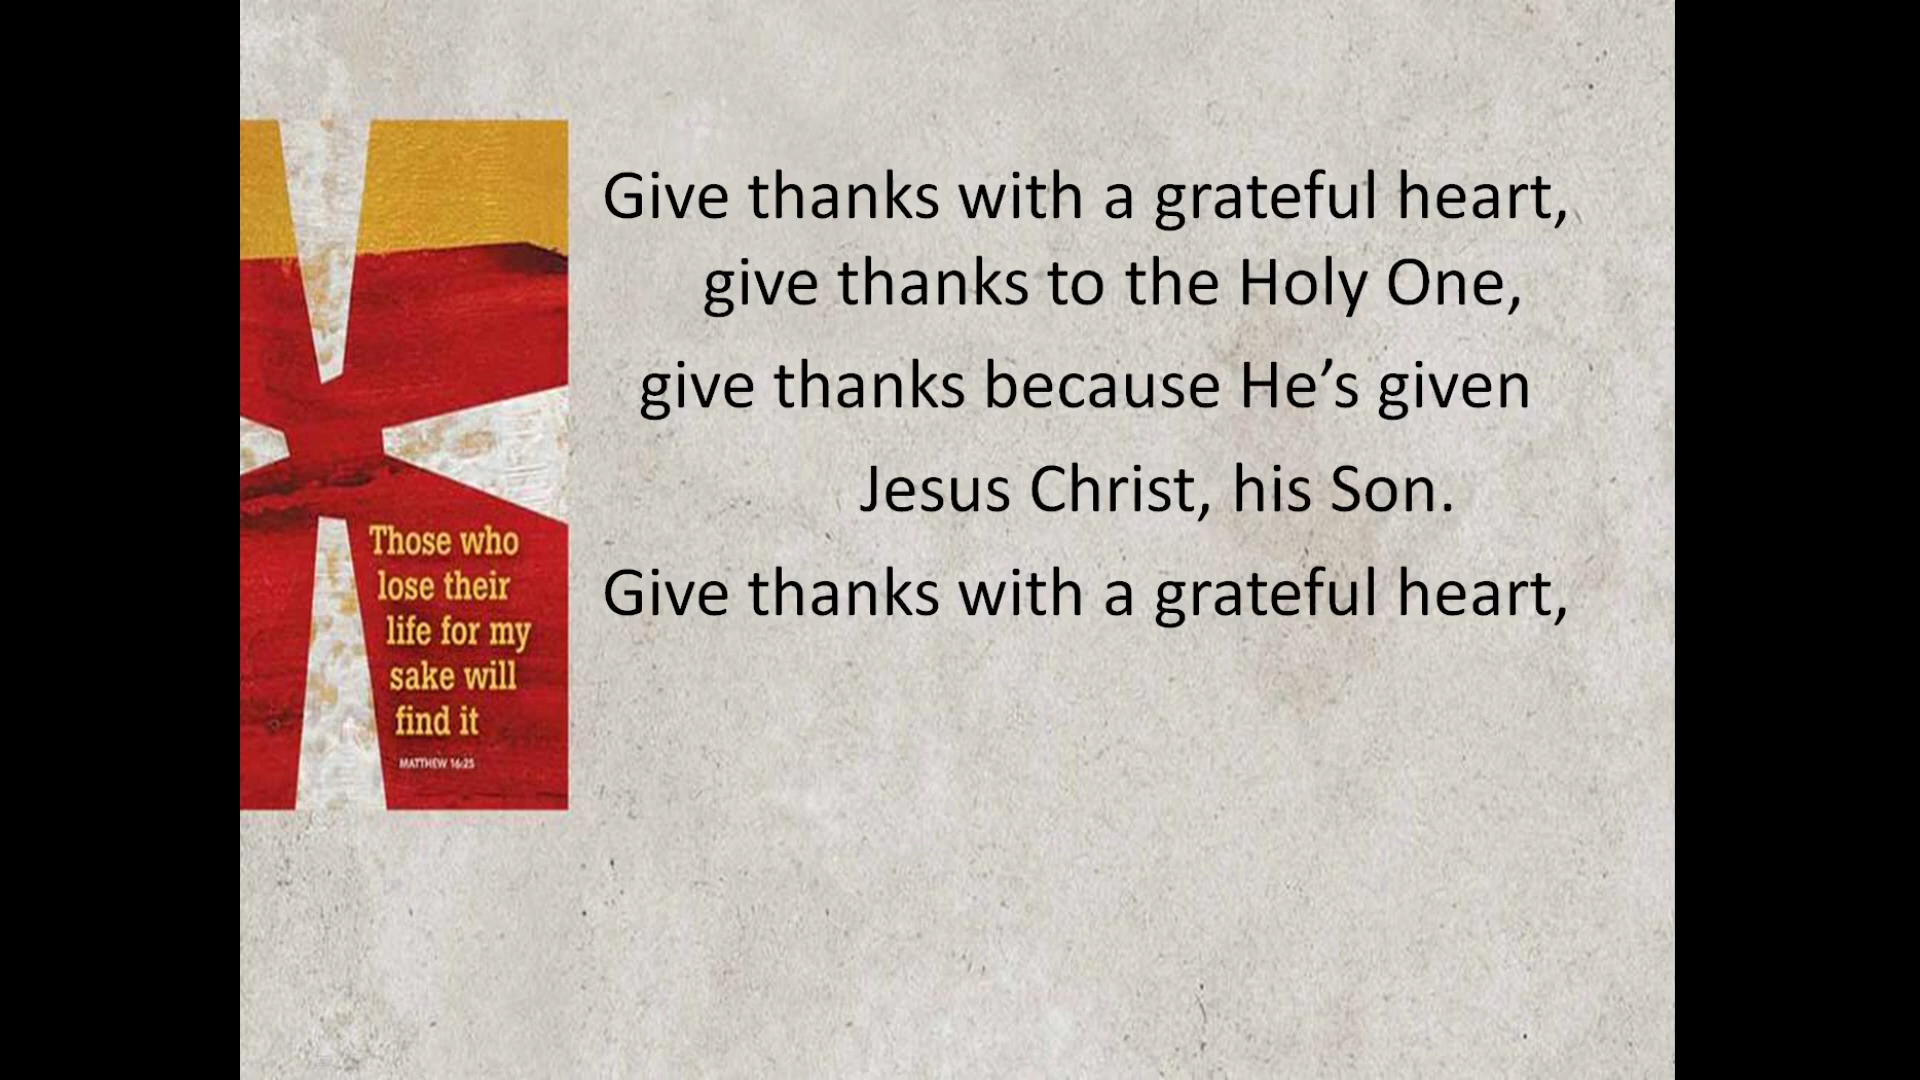 Give thanks with a grateful heart,
give thanks to the Holy One,
give thanks because He’s given
Jesus Christ, his Son.
Give thanks with a grateful heart,
Those who
lose their
life for my
sake will
find it
MATTHEW 16:25